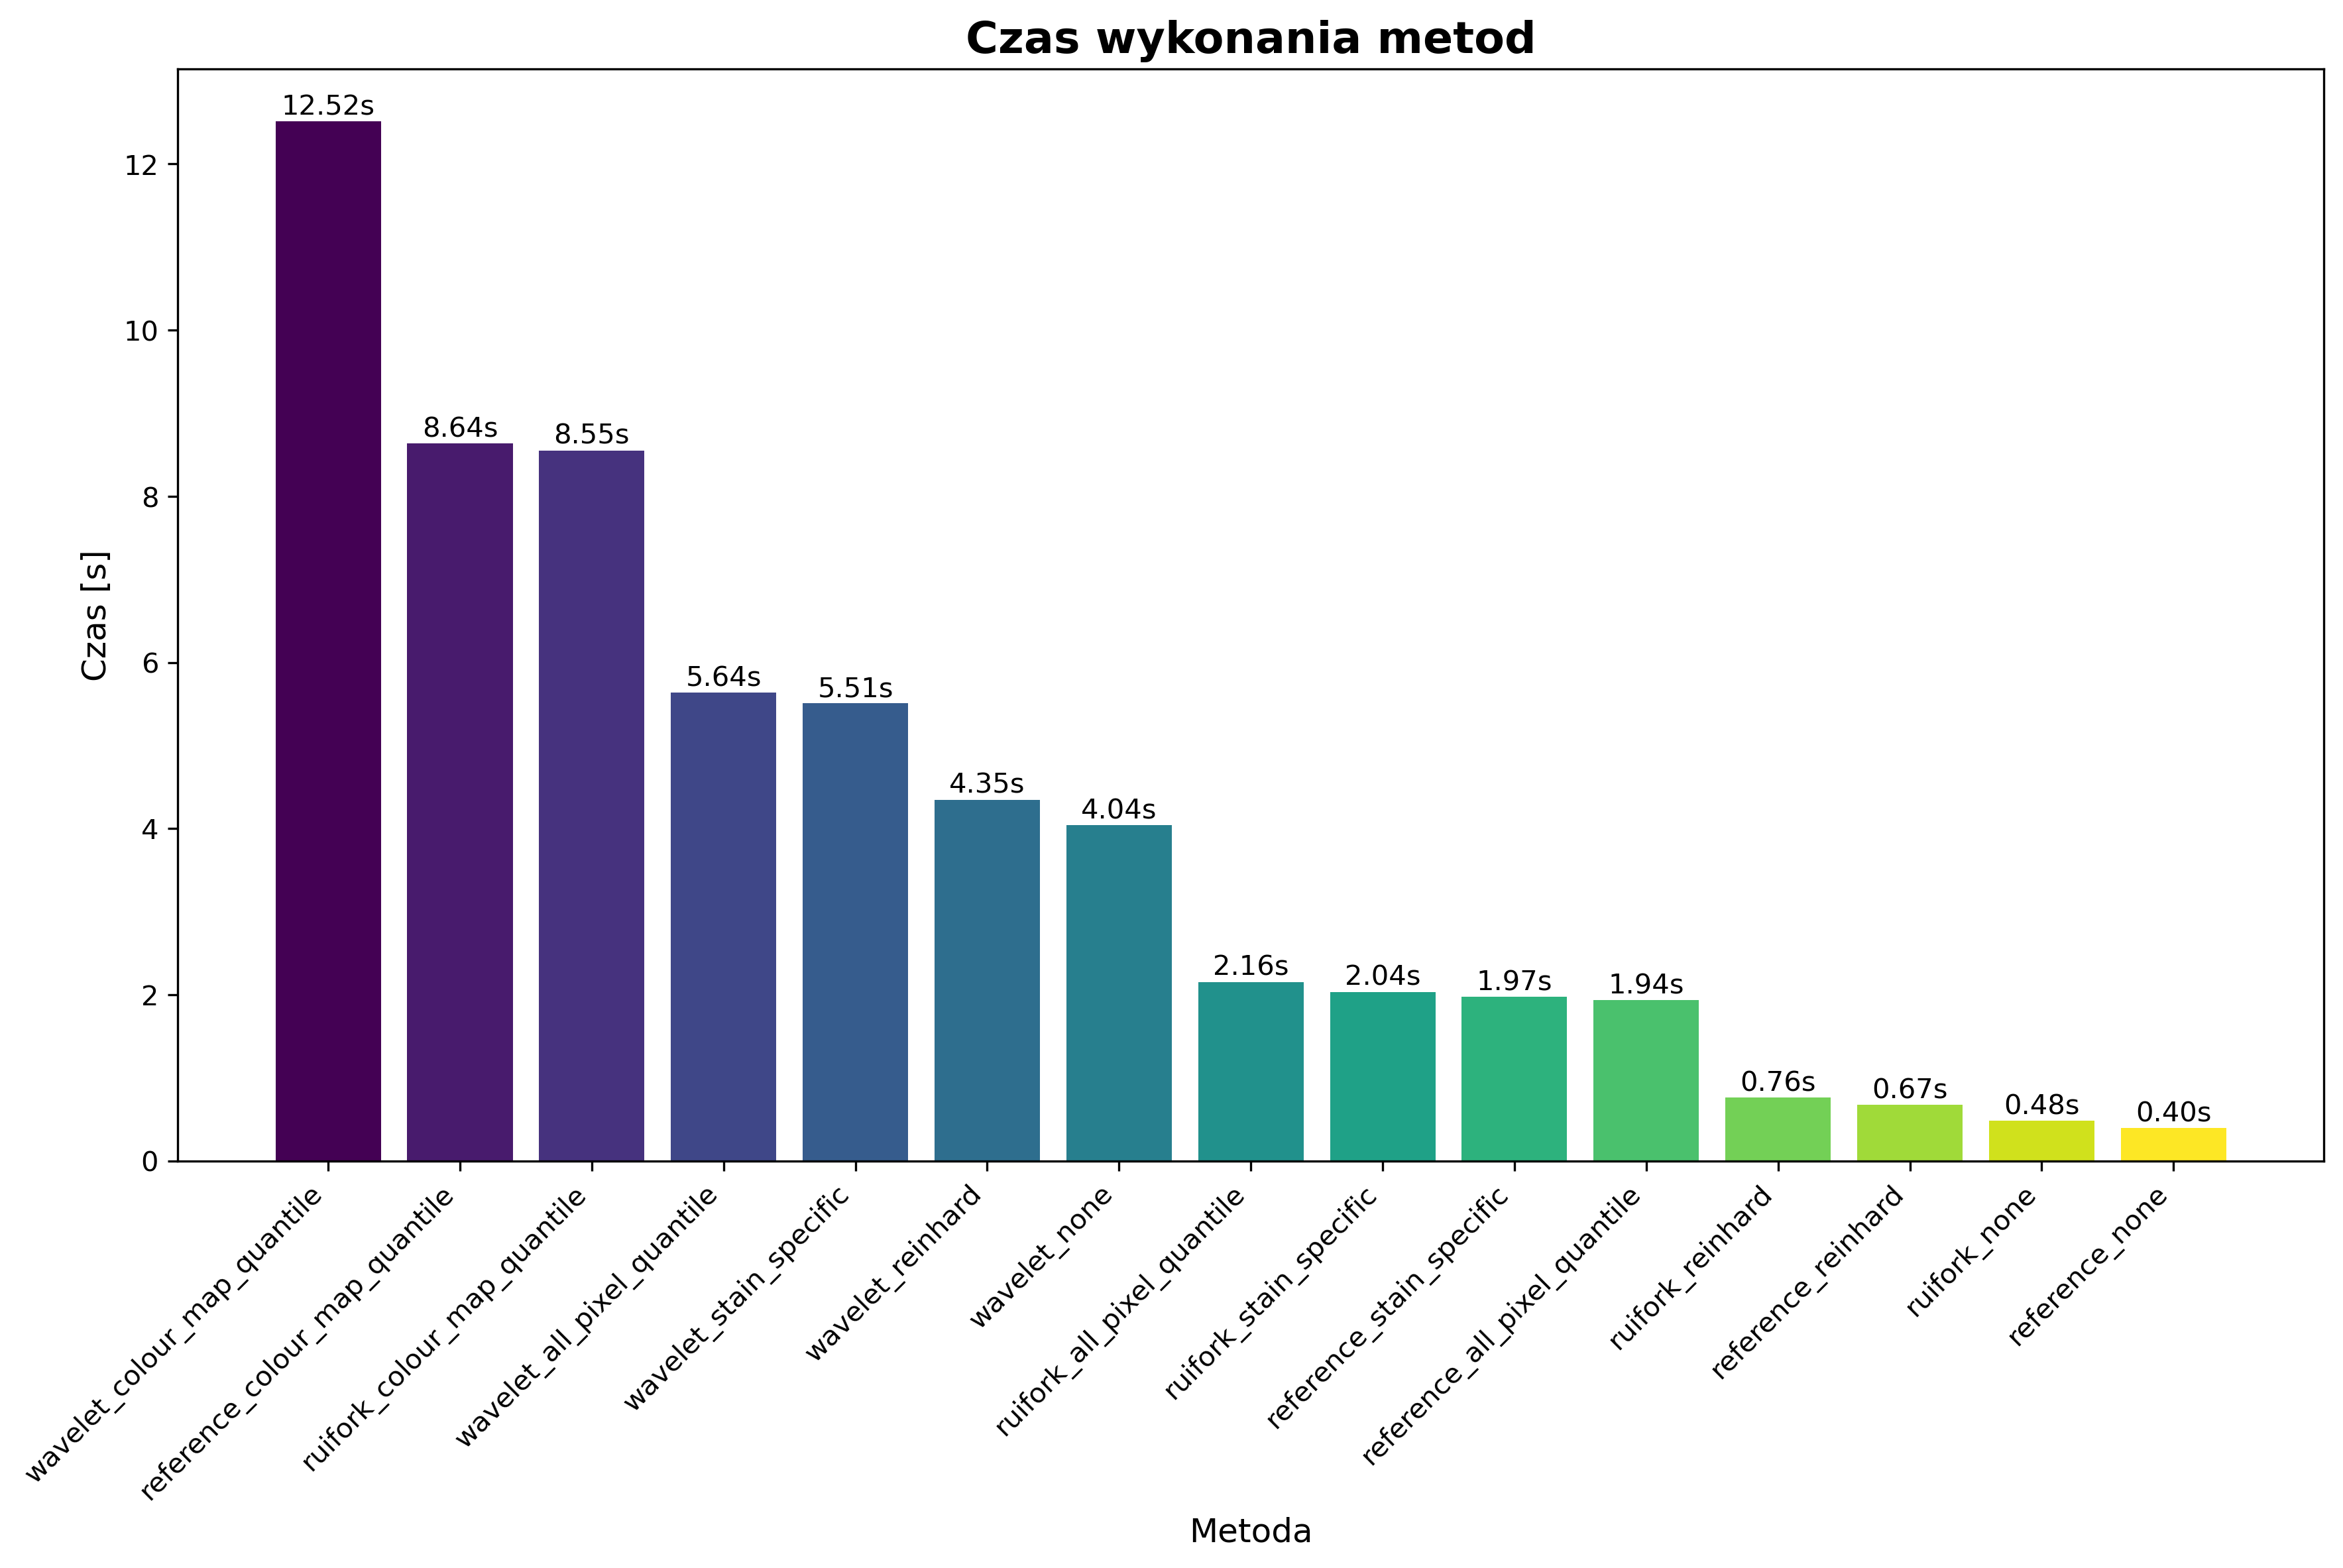 Czas wykonania metod
Czas [s]
12
10
8
6
4
2
0
12.52s
8.64s
8.55s
5.64s
5.51s
4.35s
4.04s
2.16s
2.04s
1.97s
1.94s
0.76s
0.67s
0.48s
0.40s
wavelet_colour_map_quantile
reference_colour_map_quantile
ruifork_colour_map_quantile
wavelet_all_pixel_quantile
wavelet_stain_specific
wavelet_reinhard
wavelet_none
ruifork_all_pixel_quantile
ruifork_stain_specific
reference_stain_specific
reference_all_pixel_quantile
ruifork_reinhard
reference_reinhard
ruifork_none
reference_none
Metoda